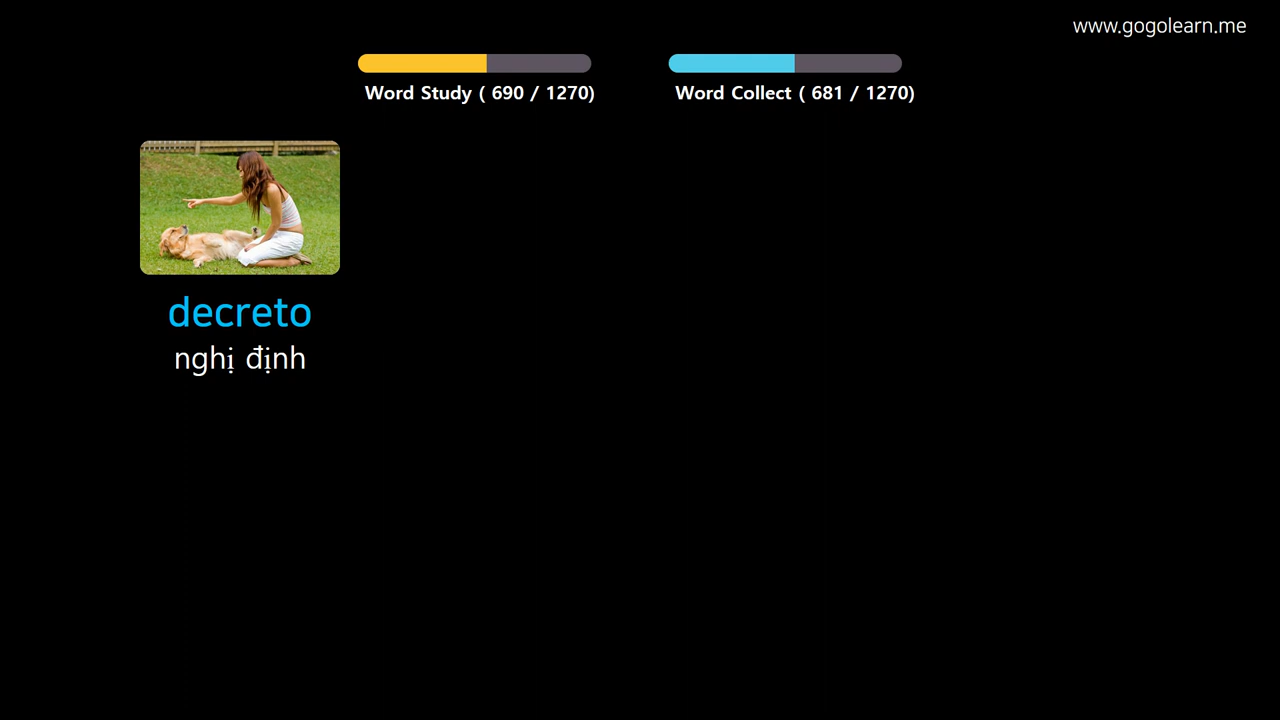 www.gogolearn.me
Word Study ( 690 / 1270)
Word Collect ( 681 / 1270)
decreto
nghị định